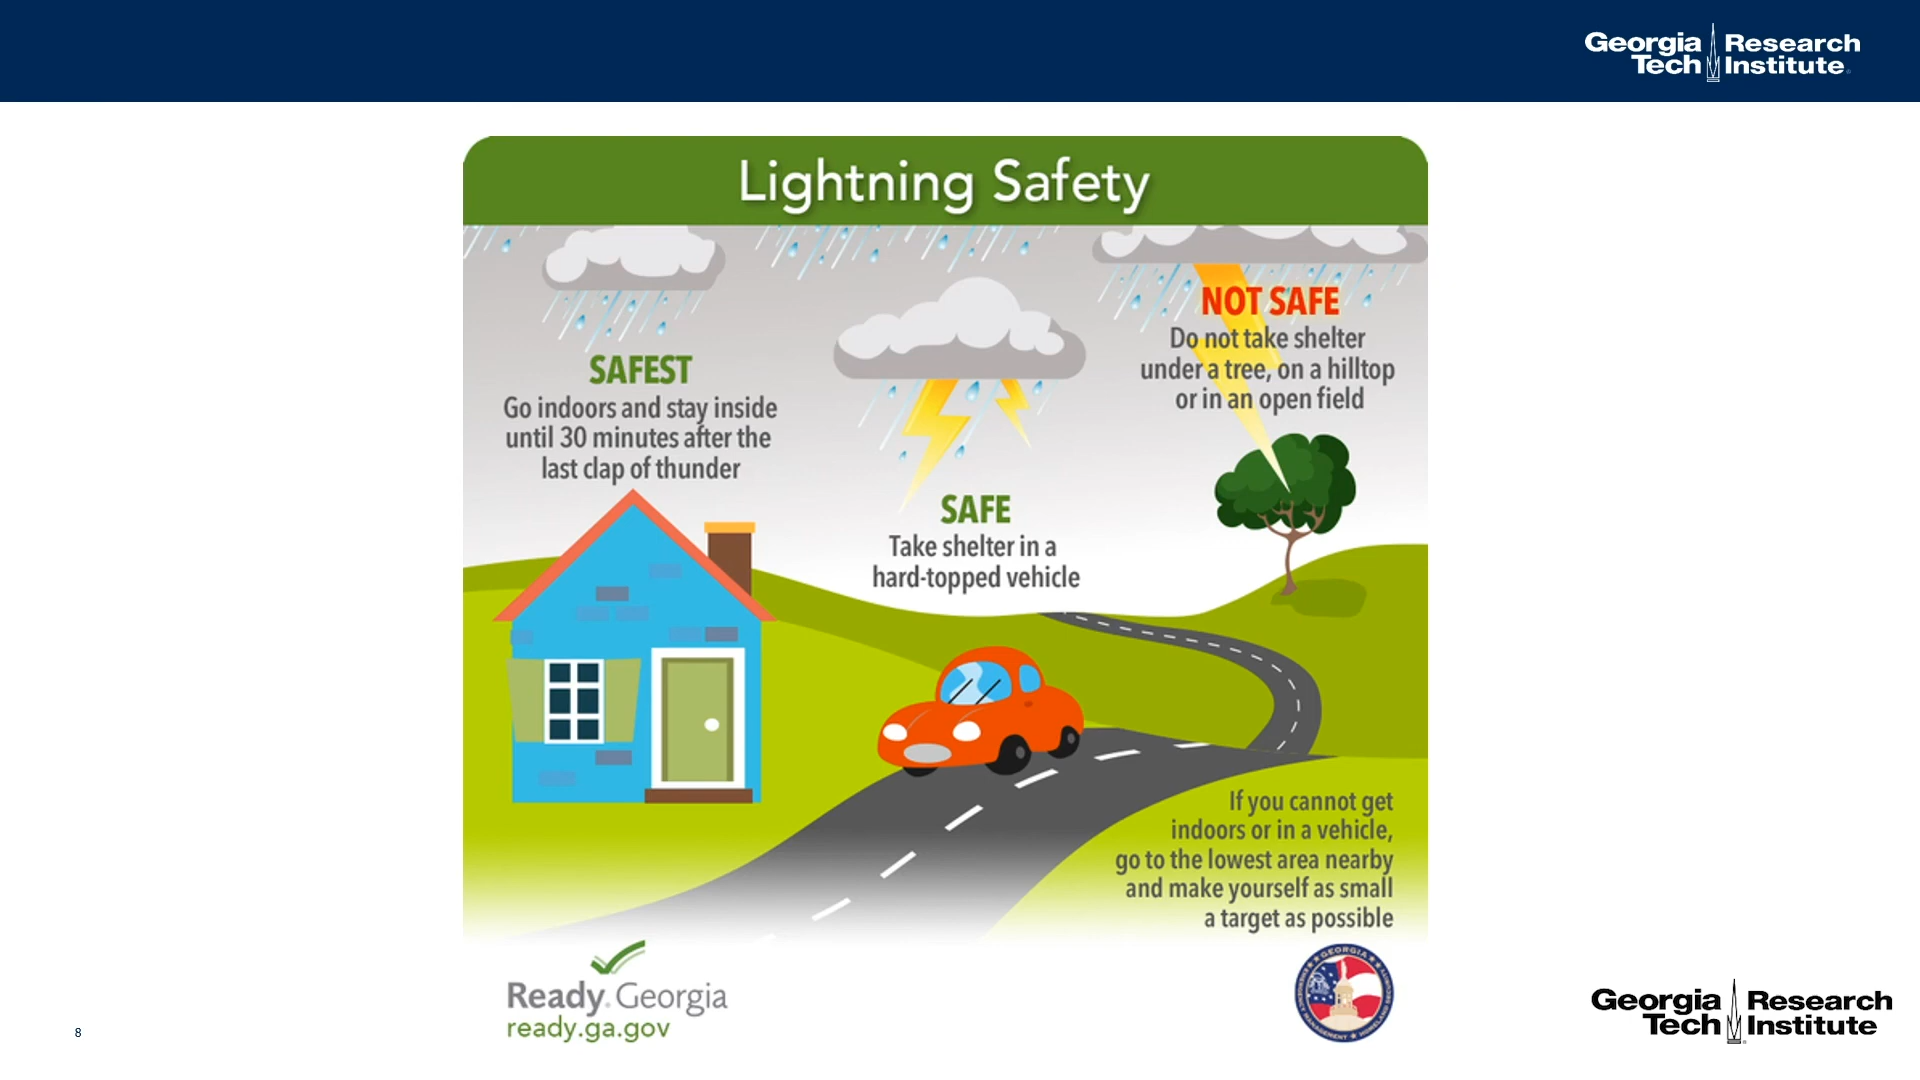 Georgia Research
Tech Institute
Lightning Safety
SAFEST
Go indoors and stay inside
until 30 minutes after the
last clap of thunder
SAFE
Take shelter in a
hard-topped vehicle
NOT SAFE
Do not take shelter
under a tree, on a hilltop
or in an open field
If you cannot get
indoors or in a vehicle,
go to the lowest area nearby
and make yourself as small
a target as possible
Ready Georgia
ready.ga.gov
GEORGIA
8
Georgia Research
Tech Institute